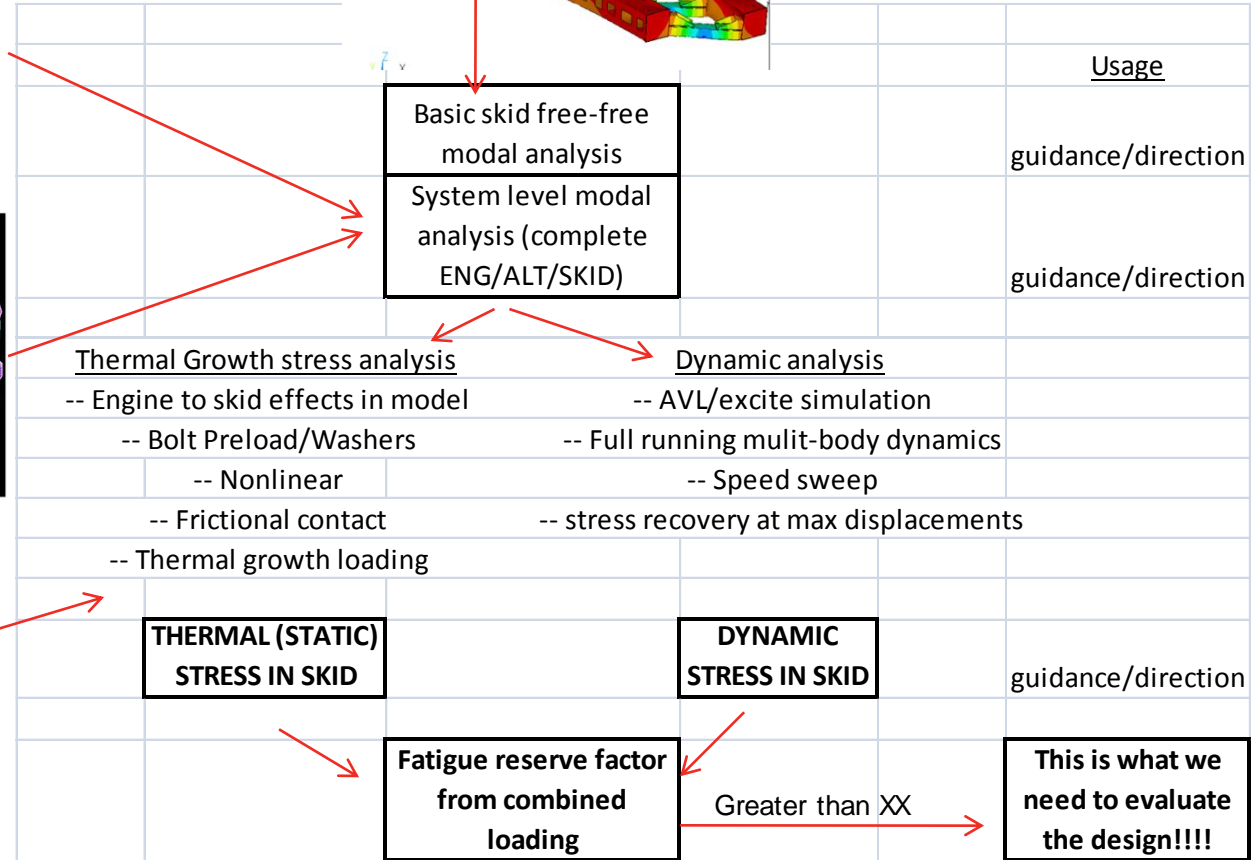 Usage
Basic skid free-free
modal analysis
guidance/direction
System level modal
analysis (complete
ENG/ALT/SKID)
guidance/direction
Thermal Growth stress analysis
Dynamic analysis
-- Engine to skid effects in model
-- AVL/excite simulation
-- Bolt Preload/Washers
-- Full running mulit-body dynamics
-- Nonlinear
-- Speed sweep
-- Frictional contact
-- stress recovery at max displacements
-- Thermal growth loading
THERMAL (STATIC)
STRESS IN SKID
DYNAMIC
STRESS IN SKID
guidance/direction
Fatigue reserve factor
from combined
loading
Greater than XX
This is what we
need to evaluate
the design!!!!